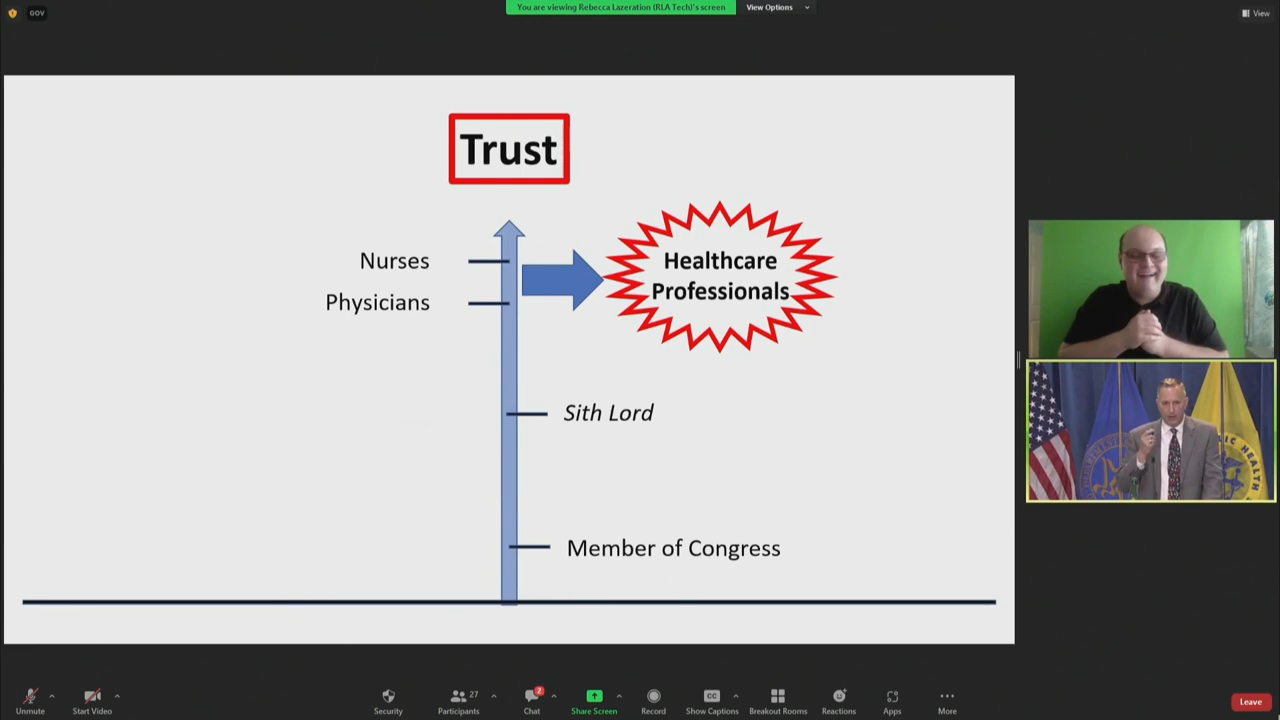 GOV
You are viewing Rebecca Lazeration (RLA Tech)'s screen
View Options
View
Trust
Nurses
Physicians
Healthcare
Professionals
Sith Lord
Member of Congress
Unmute
Start Video
Security
Participants
27
Chat
2
Share Screen
Record
CC
Show Captions
Breakout Rooms
Reactions
Apps
More
Leave